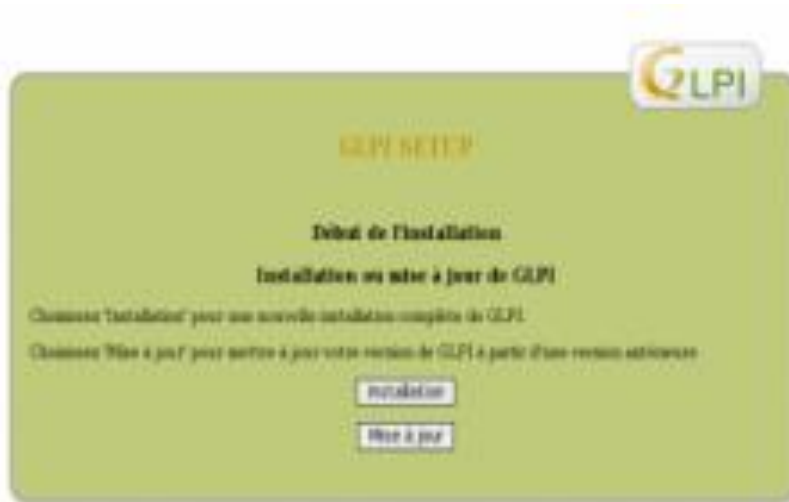 GLPI
GLPI SETUP
Début de l'installation
Installation ou mise à jour de GLPI
Choisissez 'Installation' pour une nouvelle installation complète de GLPI.
Choisissez 'Mise à jour' pour mettre à jour votre version de GLPI à partir d'une version antérieure
Installation
Mise à jour